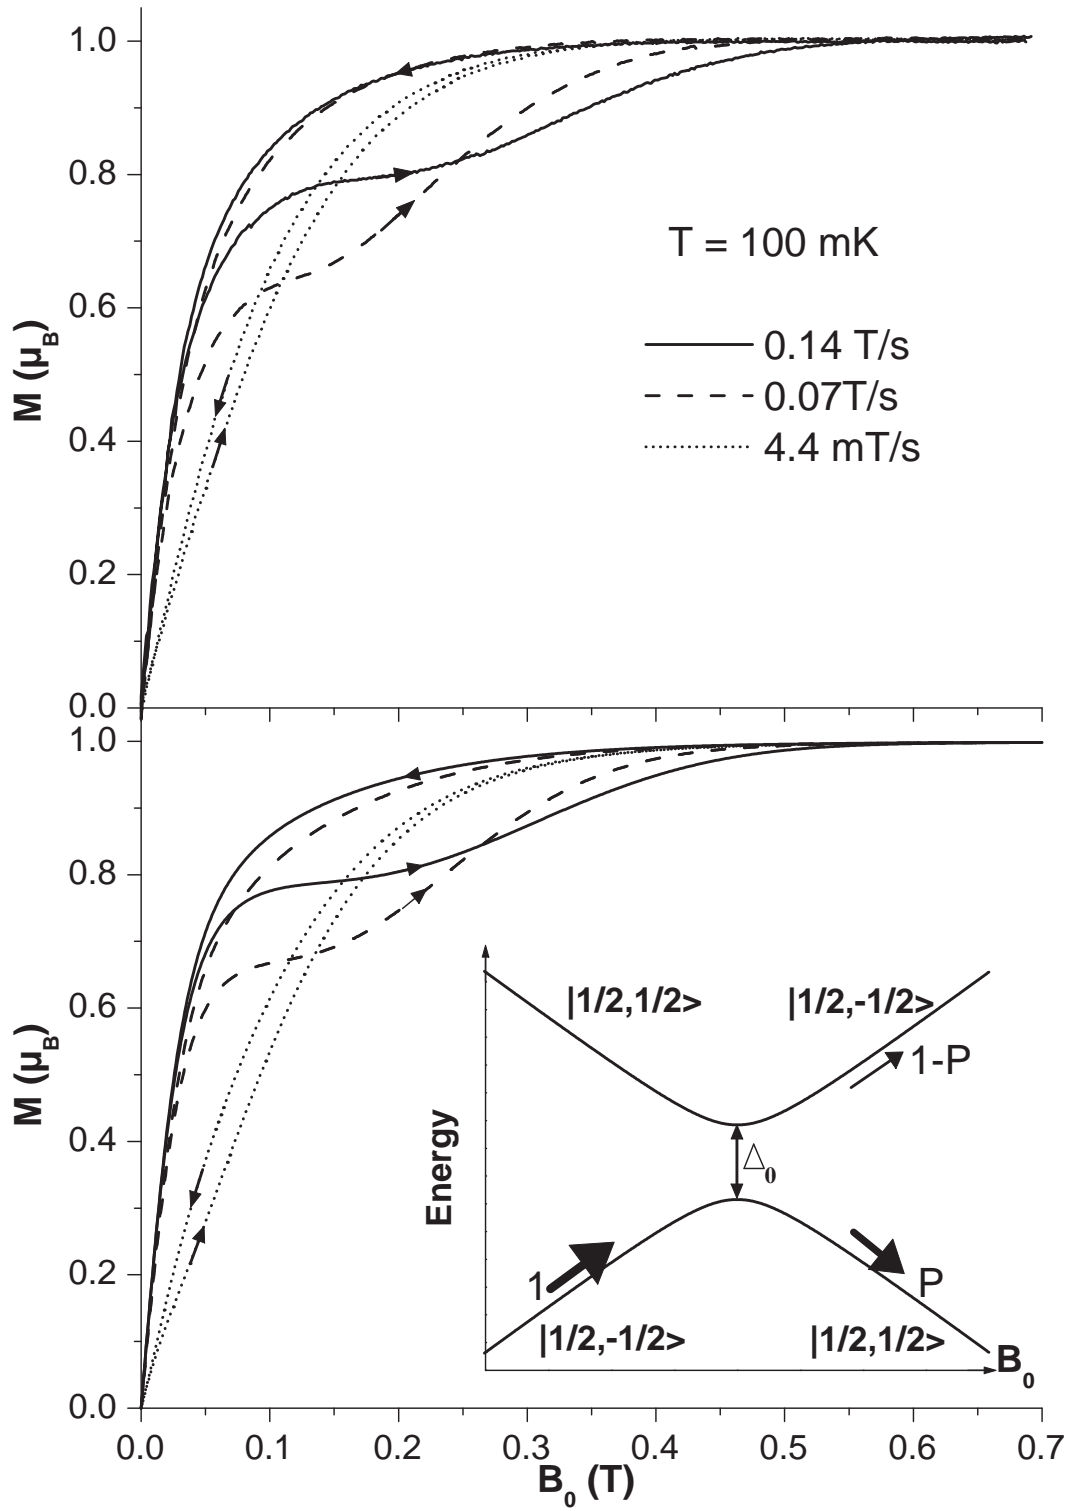 1.0
0.8
0.6
0.4
0.2
0.0
M (μB)
T = 100 mK
0.14 T/s
0.07T/s
4.4 mT/s
1.0
0.8
0.6
0.4
0.2
0.0
M (μB)
|1/2,1/2>
|1/2,-1/2>
1-P
Δ0
Energy
1
P
|1/2,-1/2>
|1/2,1/2>
B0
0.0 0.1 0.2 0.3 0.4 0.5 0.6 0.7
B0 (T)